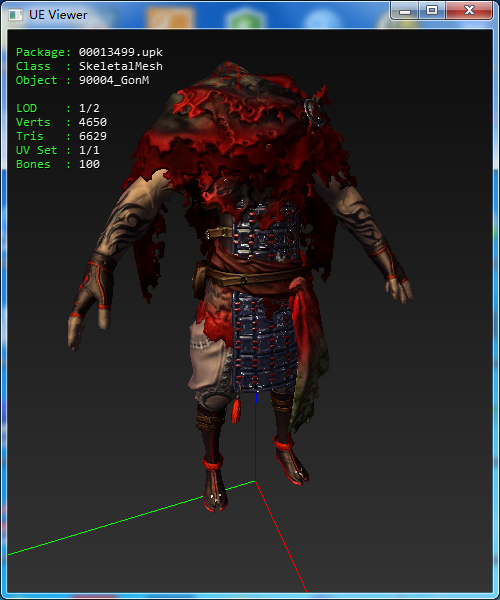 UE Viewer
Package: 00013499.upk
Class  : SkeletalMesh
Object : 90004_GonM
LOD    : 1/2
Verts  : 4650
Tris   : 6629
UV Set : 1/1
Bones  : 100